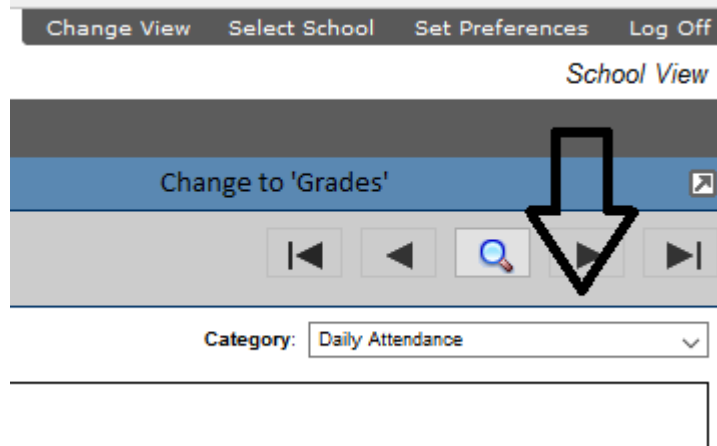 Change View Select School Set Preferences Log Off
School View
Change to 'Grades'
Category: Daily Attendance